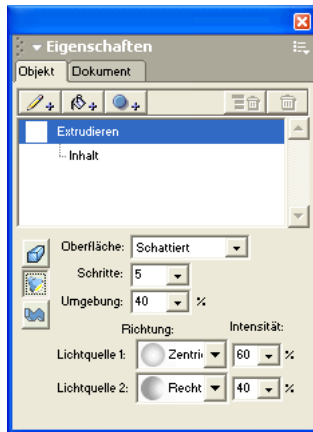 Eigenschaften
Objekt Dokument
Extrudieren
Inhalt
Oberfläche: Schattiert
Schritte: 5
Umgebung: 40 %
Richtung: Intensität:
Lichtquelle 1: Zentri 60 %
Lichtquelle 2: Recht 40 %